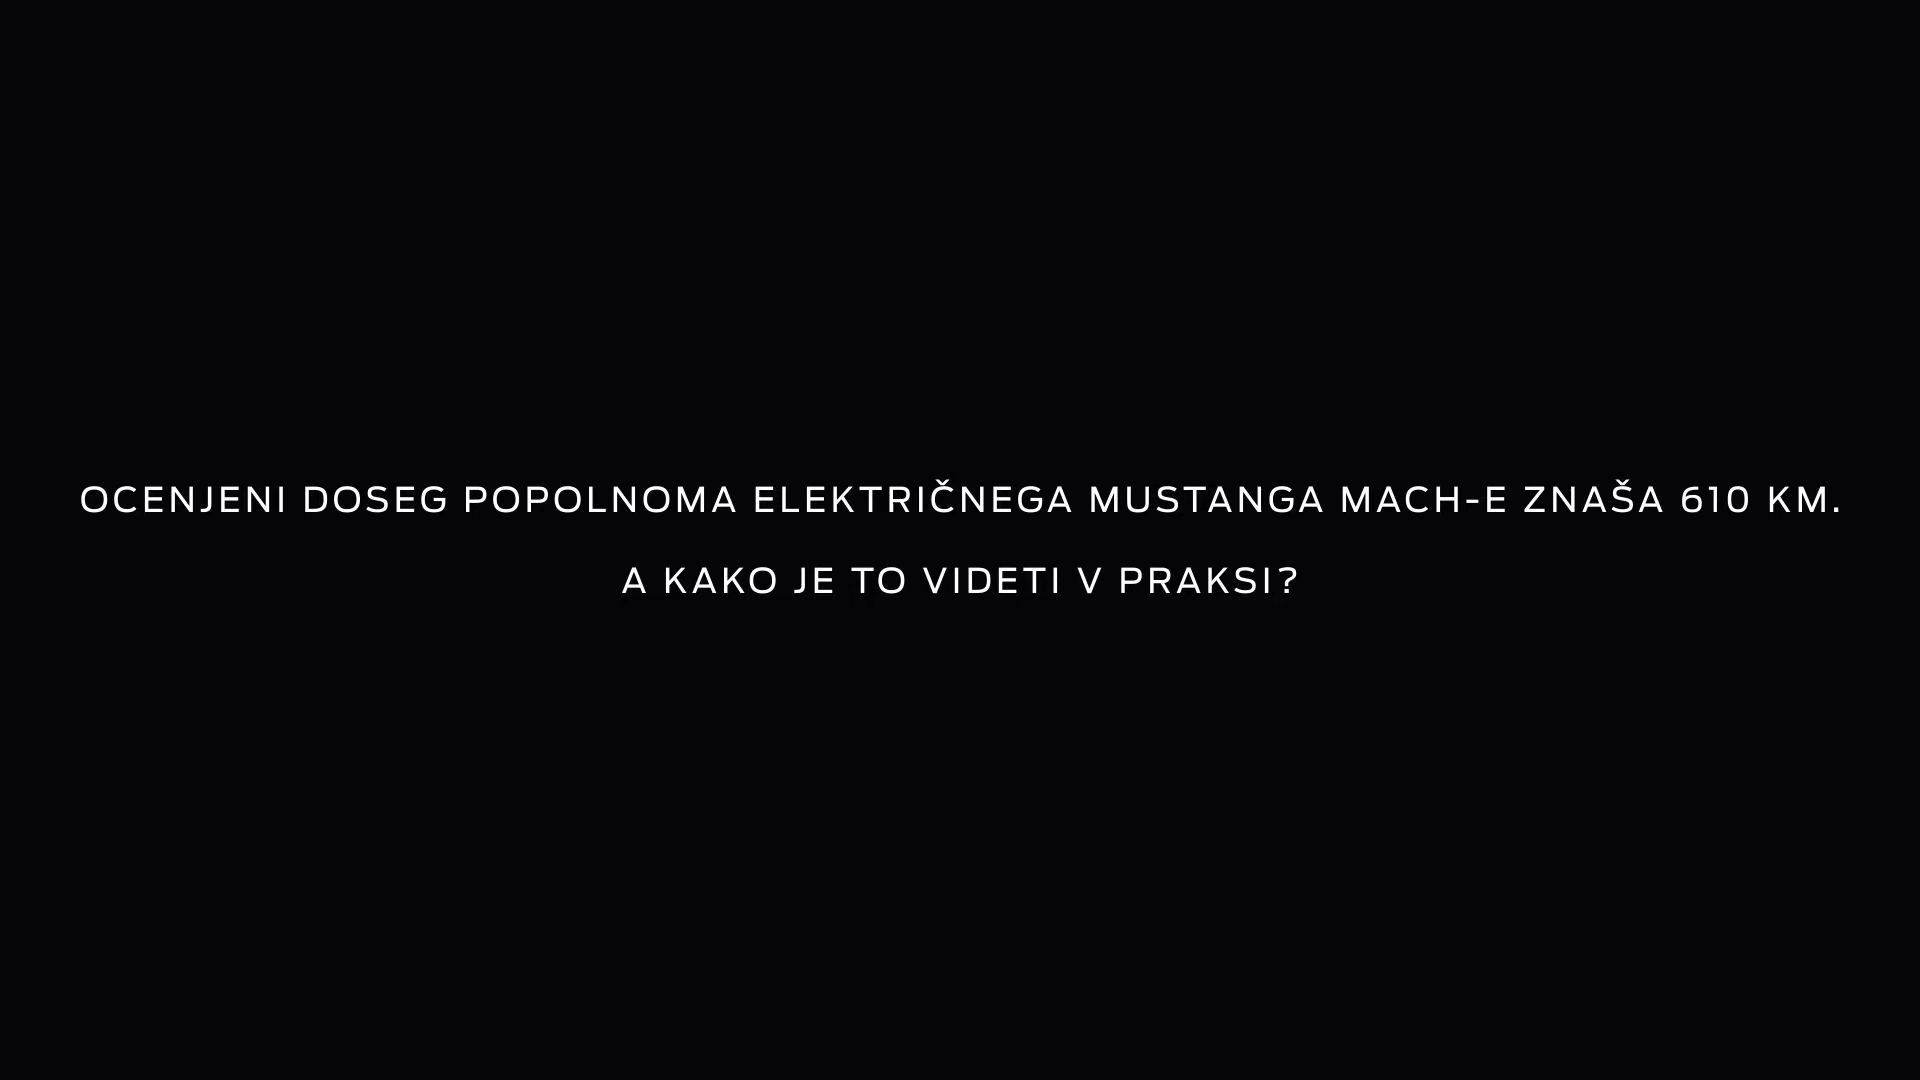 OCENJENI DOSEG POPOLNOMA ELEKTRIČNEGA MUSTANGA MACH-E ZNAŠA 610 KM.
A KAKO JE TO VIDETI V PRAKSI?